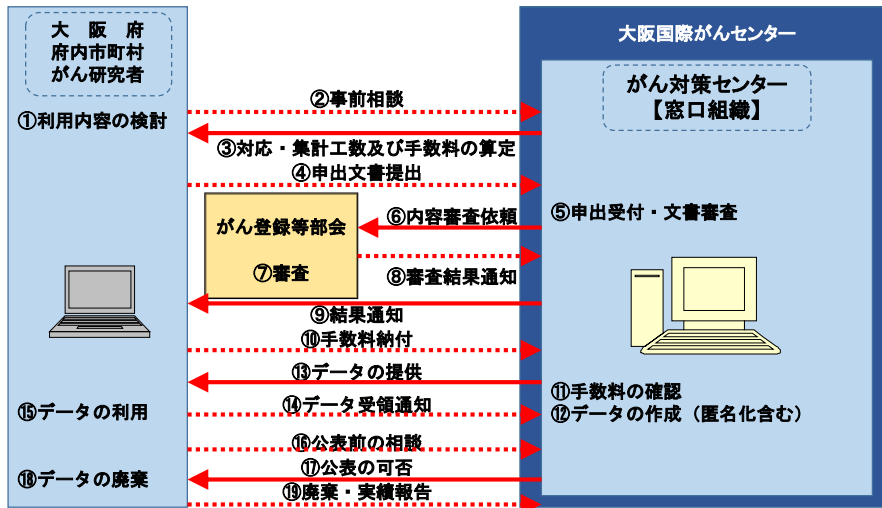 大阪府
府内市町村
がん研究者
大阪国際がんセンター
がん対策センター
【窓口組織】
①利用内容の検討
②事前相談
③対応・集計工数及び手数料の算定
④申出文書提出
⑤申出受付・文書審査
⑥内容審査依頼
がん登録等部会
⑦審査
⑧審査結果通知
⑨結果通知
⑩手数料納付
⑪手数料の確認
⑫データの作成（匿名化含む）
⑬データの提供
⑭データ受領通知
⑮データの利用
⑯公表前の相談
⑰公表の可否
⑱データの廃棄
⑲廃棄・実績報告